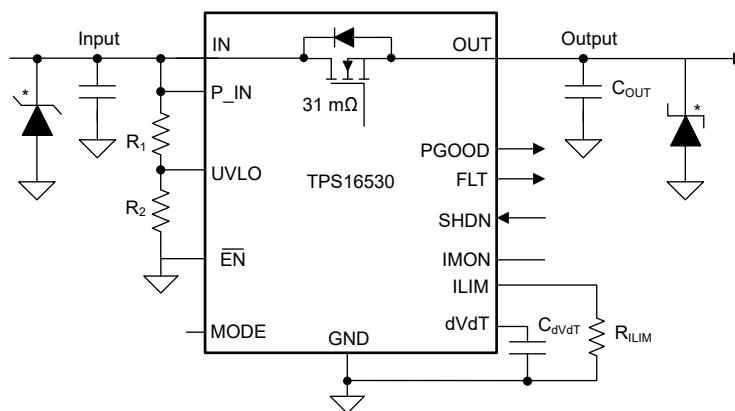 Input
IN
OUT
Output
*
P_IN
31 mΩ
COUT
*
R1
PGOOD
UVLO
TPS16530
FLT
R2
SHDN
EN
IMON
ILIM
MODE
GND
dVdT
CdVdT
RILIM